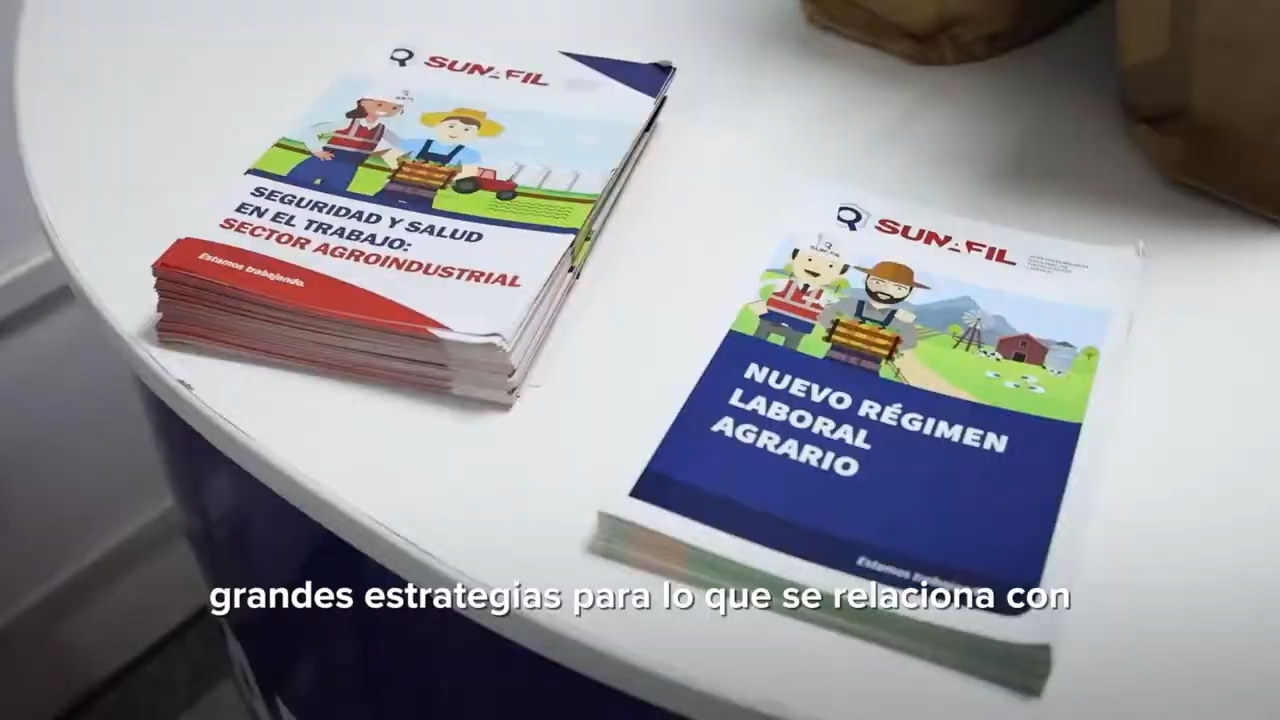 SUNAFIL
SEGURIDAD Y SALUD
EN EL TRABAJO:
SECTOR AGROINDUSTRIAL
Estamos trabajando.
SUNAFIL
NUEVO RÉGIMEN
LABORAL
AGRARIO
Estamos
grandes estrategias para lo que se relaciona con